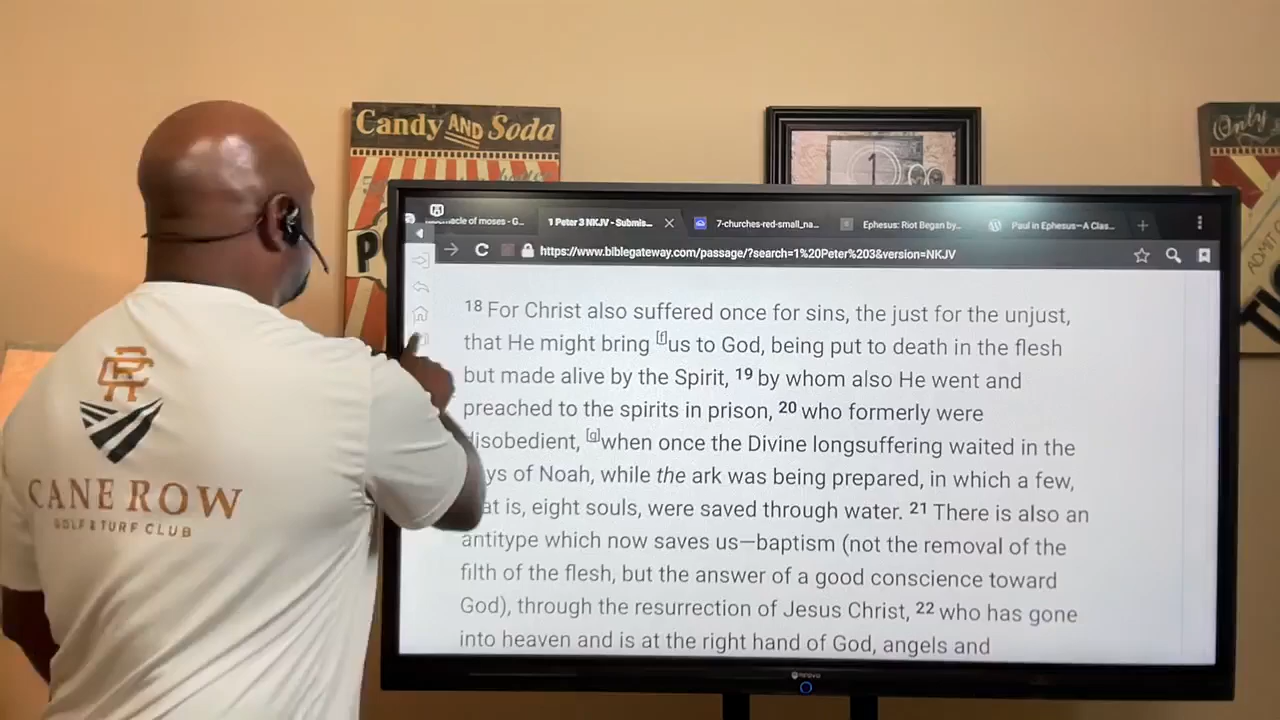 Candy AND Soda
Only
1
ADMIT
macle of moses - G...
1 Peter 3 NKJV - Submis...
7-churches-red-small_na...
Ephesus: Riot Began by...
Paul in Ephesus—A Clas...
https://www.biblegateway.com/passage/?search=1%20Peter%203&version=NKJV
18 For Christ also suffered once for sins, the just for the unjust,
that He might bring [f]us to God, being put to death in the flesh
but made alive by the Spirit, 19 by whom also He went and
preached to the spirits in prison, 20 who formerly were
disobedient, [g]when once the Divine longsuffering waited in the
ys of Noah, while the ark was being prepared, in which a few,
at is, eight souls, were saved through water. 21 There is also an
antitype which now saves us—baptism (not the removal of the
filth of the flesh, but the answer of a good conscience toward
God), through the resurrection of Jesus Christ, 22 who has gone
into heaven and is at the right hand of God, angels and
CANE ROW
GOLF & TURF CLUB